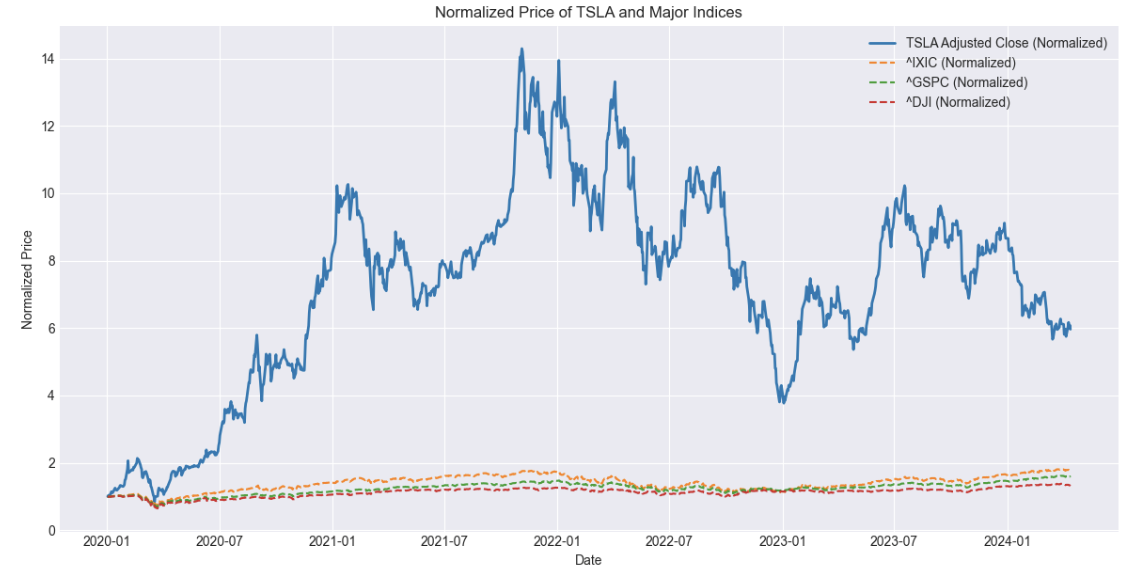 Normalized Price of TSLA and Major Indices
TSLA Adjusted Close (Normalized)
^IXIC (Normalized)
^GSPC (Normalized)
^DJI (Normalized)
Normalized Price
14
12
10
8
6
4
2
0
2020-01
2020-07
2021-01
2021-07
2022-01
2022-07
2023-01
2023-07
2024-01
Date